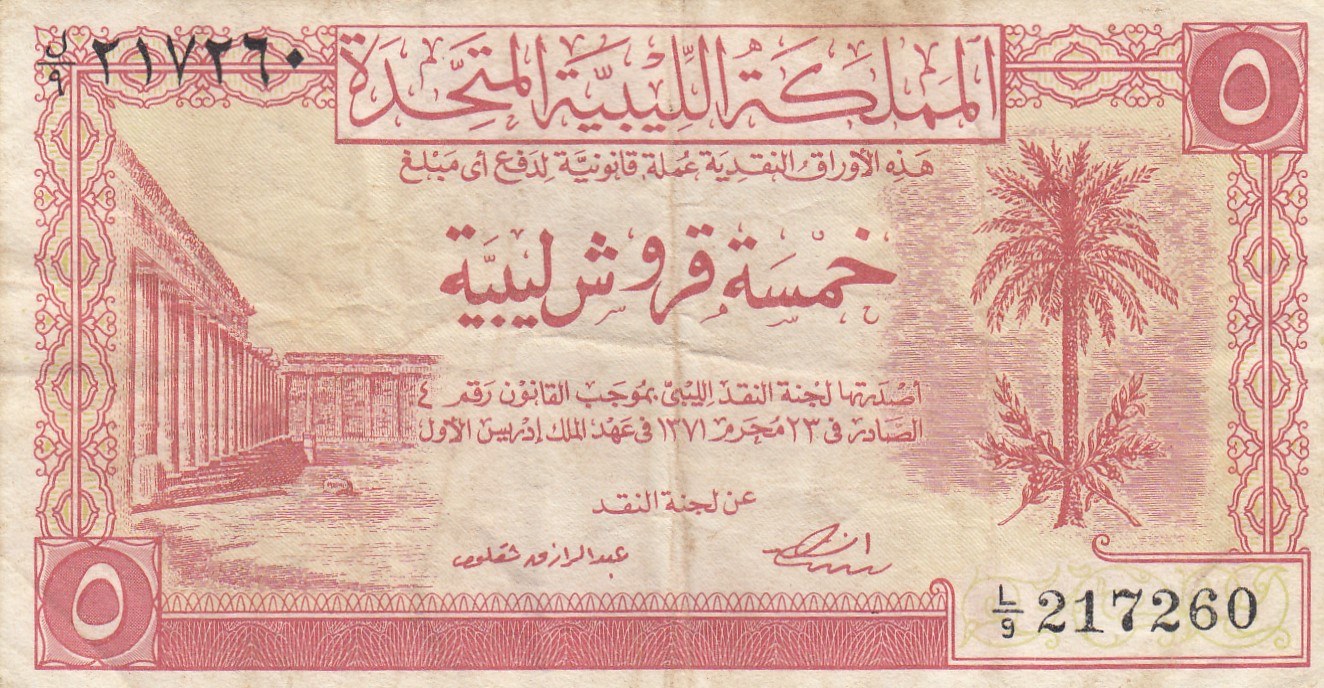 ل/٩ ٢١٧٢٦٠
المملكة الليبية المتحدة
٥
هذه الأوراق النقدية عملة قانونية لدفع أى مبلغ
خمسة قروش ليبية
أصدرتها لجنة النقد الليبى بموجب القانون رقم ٤
الصادر فى ٢٣ محرم ١٣٧١ فى عهد الملك إدريس الأول
عن لجنة النقد
عبد الرازق شقلوف
٥
L/9 217260